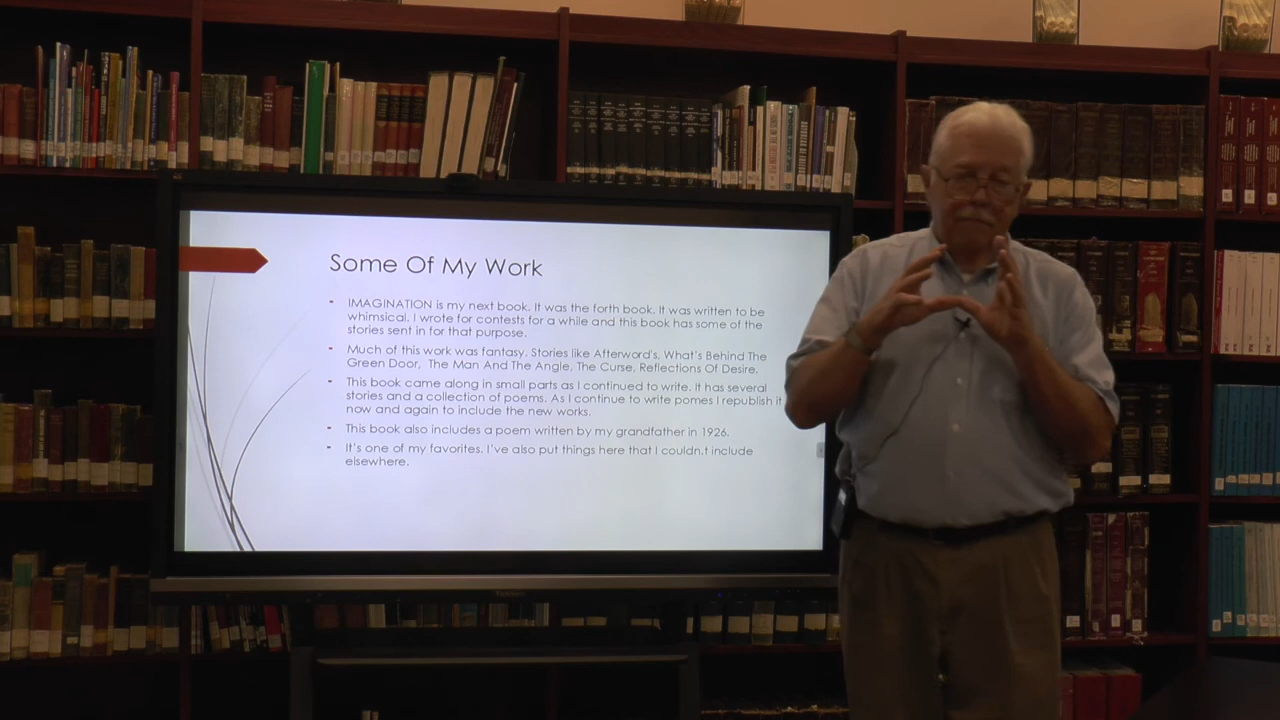 Some Of My Work
- IMAGINATION is my next book. It was the forth book. It was written to be
whimsical. I wrote for contests for a while and this book has some of the
stories sent in for that purpose.
- Much of this work was fantasy. Stories like Afterword's, What's Behind The
Green Door, The Man And The Angle, The Curse, Reflections Of Desire.
- This book came along in small parts as I continued to write. It has several
stories and a collection of poems. As I continue to write pomes I republish it
now and again to include the new works.
- This book also includes a poem written by my grandfather in 1926.
- It's one of my favorites. I've also put things here that I couldn.t include
elsewhere.